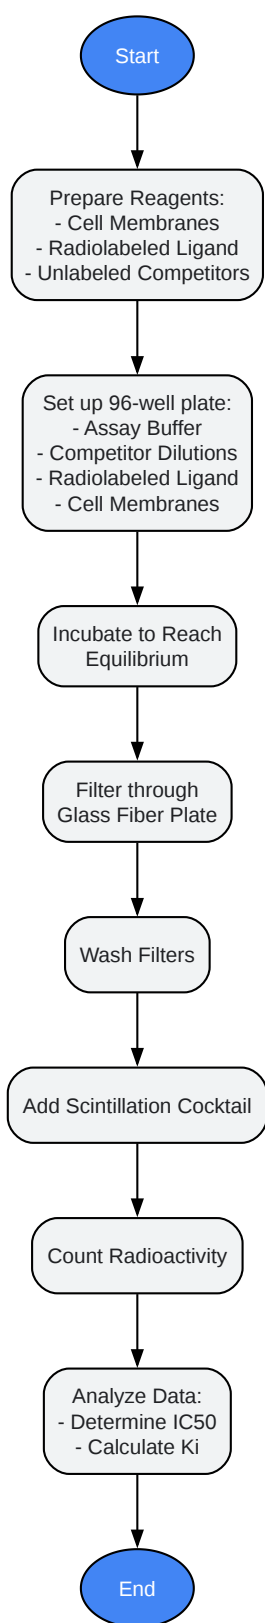 Start
Prepare Reagents:
- Cell Membranes
- Radiolabeled Ligand
- Unlabeled Competitors
Set up 96-well plate:
- Assay Buffer
- Competitor Dilutions
- Radiolabeled Ligand
- Cell Membranes
Incubate to Reach
Equilibrium
Filter through
Glass Fiber Plate
Wash Filters
Add Scintillation Cocktail
Count Radioactivity
Analyze Data:
- Determine IC50
- Calculate Ki
End